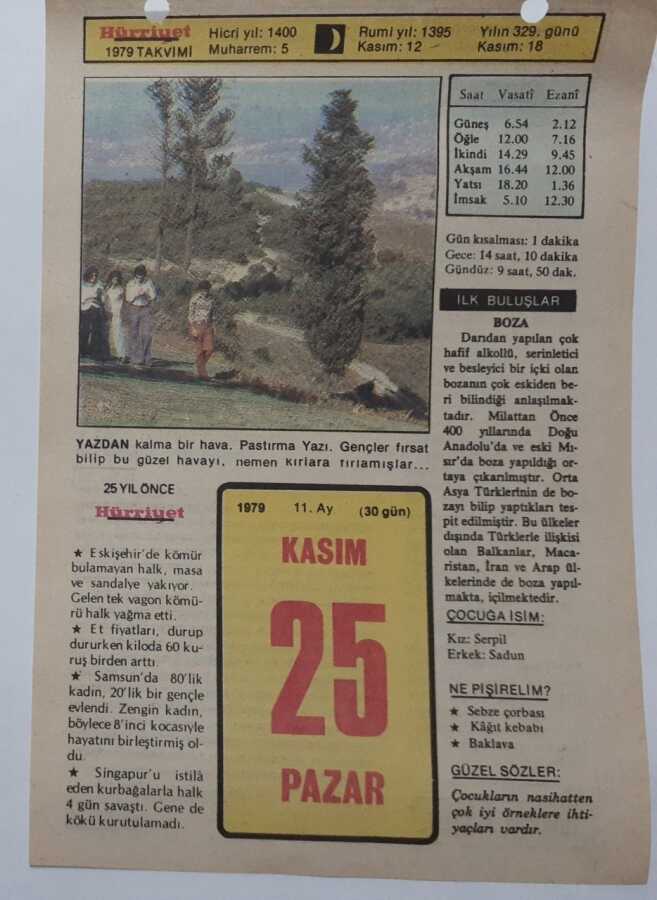 Hürriyet
1979 TAKVİMİ
Hicri yıl: 1400
Muharrem: 5
Rumi yıl: 1395
Kasım: 12
Yılın 329. günü
Kasım: 18
Saat Vasatî Ezanî
Güneş 6.54 2.12
Öğle 12.00 7.16
İkindi 14.29 9.45
Akşam 16.44 12.00
Yatsı 18.20 1.36
İmsak 5.10 12.30
Gün kısalması: 1 dakika
Gece: 14 saat, 10 dakika
Gündüz: 9 saat, 50 dak.
İLK BULUŞLAR
BOZA
Darıdan yapılan çok
hafif alkollü, serinletici
ve besleyici bir içki olan
bozanın çok eskiden be-
ri bilindiği anlaşılmak-
tadır. Milattan Önce
400 yıllarında Doğu
Anadolu'da ve eski Mı-
sır'da boza yapıldığı or-
taya çıkarılmıştır. Orta
Asya Türklerinin de bo-
zayı bilip yaptıkları tes-
pit edilmiştir. Bu ülkeler
dışında Türklerle ilişkisi
olan Balkanlar, Maca-
ristan, İran ve Arap ül-
kelerinde de boza yapıl-
makta, içilmektedir.
ÇOCUĞA İSİM:
Kız: Serpil
Erkek: Sadun
NE PİŞİRELİM?
★ Sebze çorbası
★ Kâğıt kebabı
★ Baklava
GÜZEL SÖZLER:
Çocukların nasihatten
çok iyi örneklere ihti-
yaçları vardır.
YAZDAN kalma bir hava. Pastırma Yazı. Gençler fırsat
bilip bu güzel havayı, hemen kırlara fırlamışlar...
25 YIL ÖNCE
Hürriyet
★ Eskişehir'de kömür
bulamayan halk, masa
ve sandalye yakıyor.
Gelen tek vagon kömü-
rü halk yağma etti.
★ Et fiyatları, durup
dururken kiloda 60 ku-
ruş birden arttı.
★ Samsun'da 80'lik
kadın, 20'lik bir gençle
evlendi. Zengin kadın,
böylece 8'inci kocasıyle
hayatını birleştirmiş ol-
du.
★ Singapur'u istilâ
eden kurbağalarla halk
4 gün savaştı. Gene de
kökü kurutulamadı.
1979 11. Ay (30 gün)
KASIM
25
PAZAR